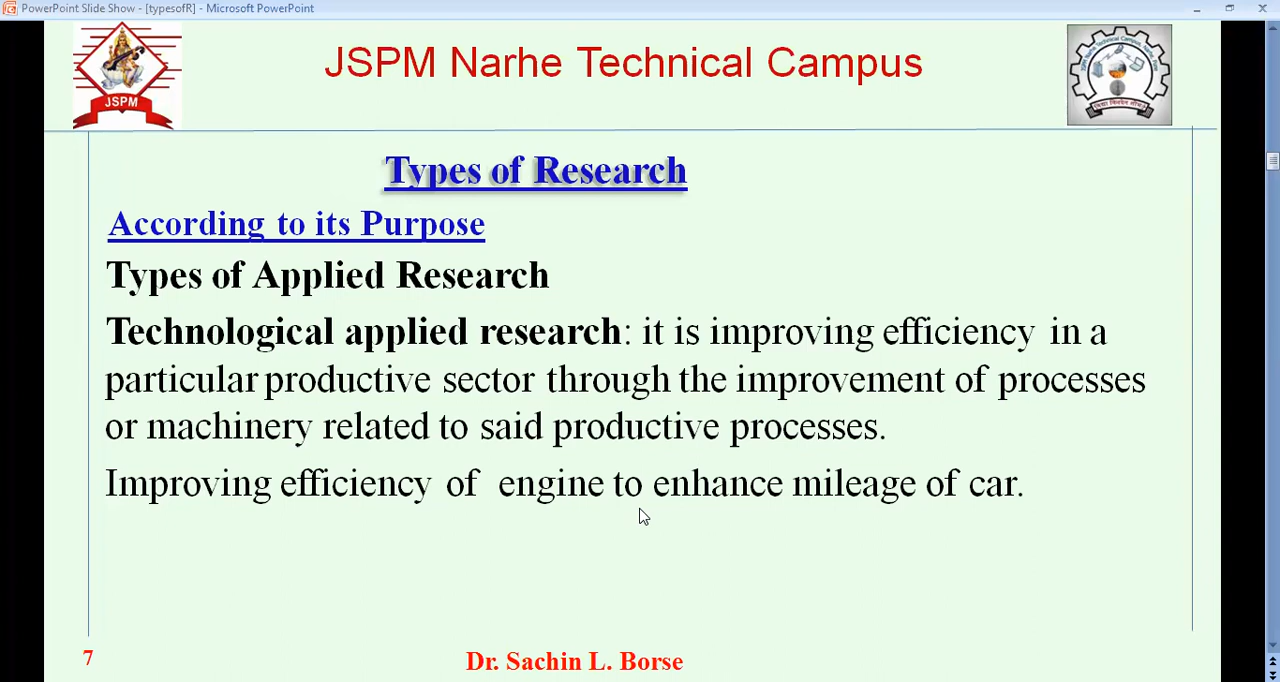 PowerPoint Slide Show - [typesofR] - Microsoft PowerPoint
JSPM Narhe Technical Campus
JSPM
Types of Research
According to its Purpose
Types of Applied Research
Technological applied research: it is improving efficiency in a
particular productive sector through the improvement of processes
or machinery related to said productive processes.
Improving efficiency of engine to enhance mileage of car.
7
Dr. Sachin L. Borse